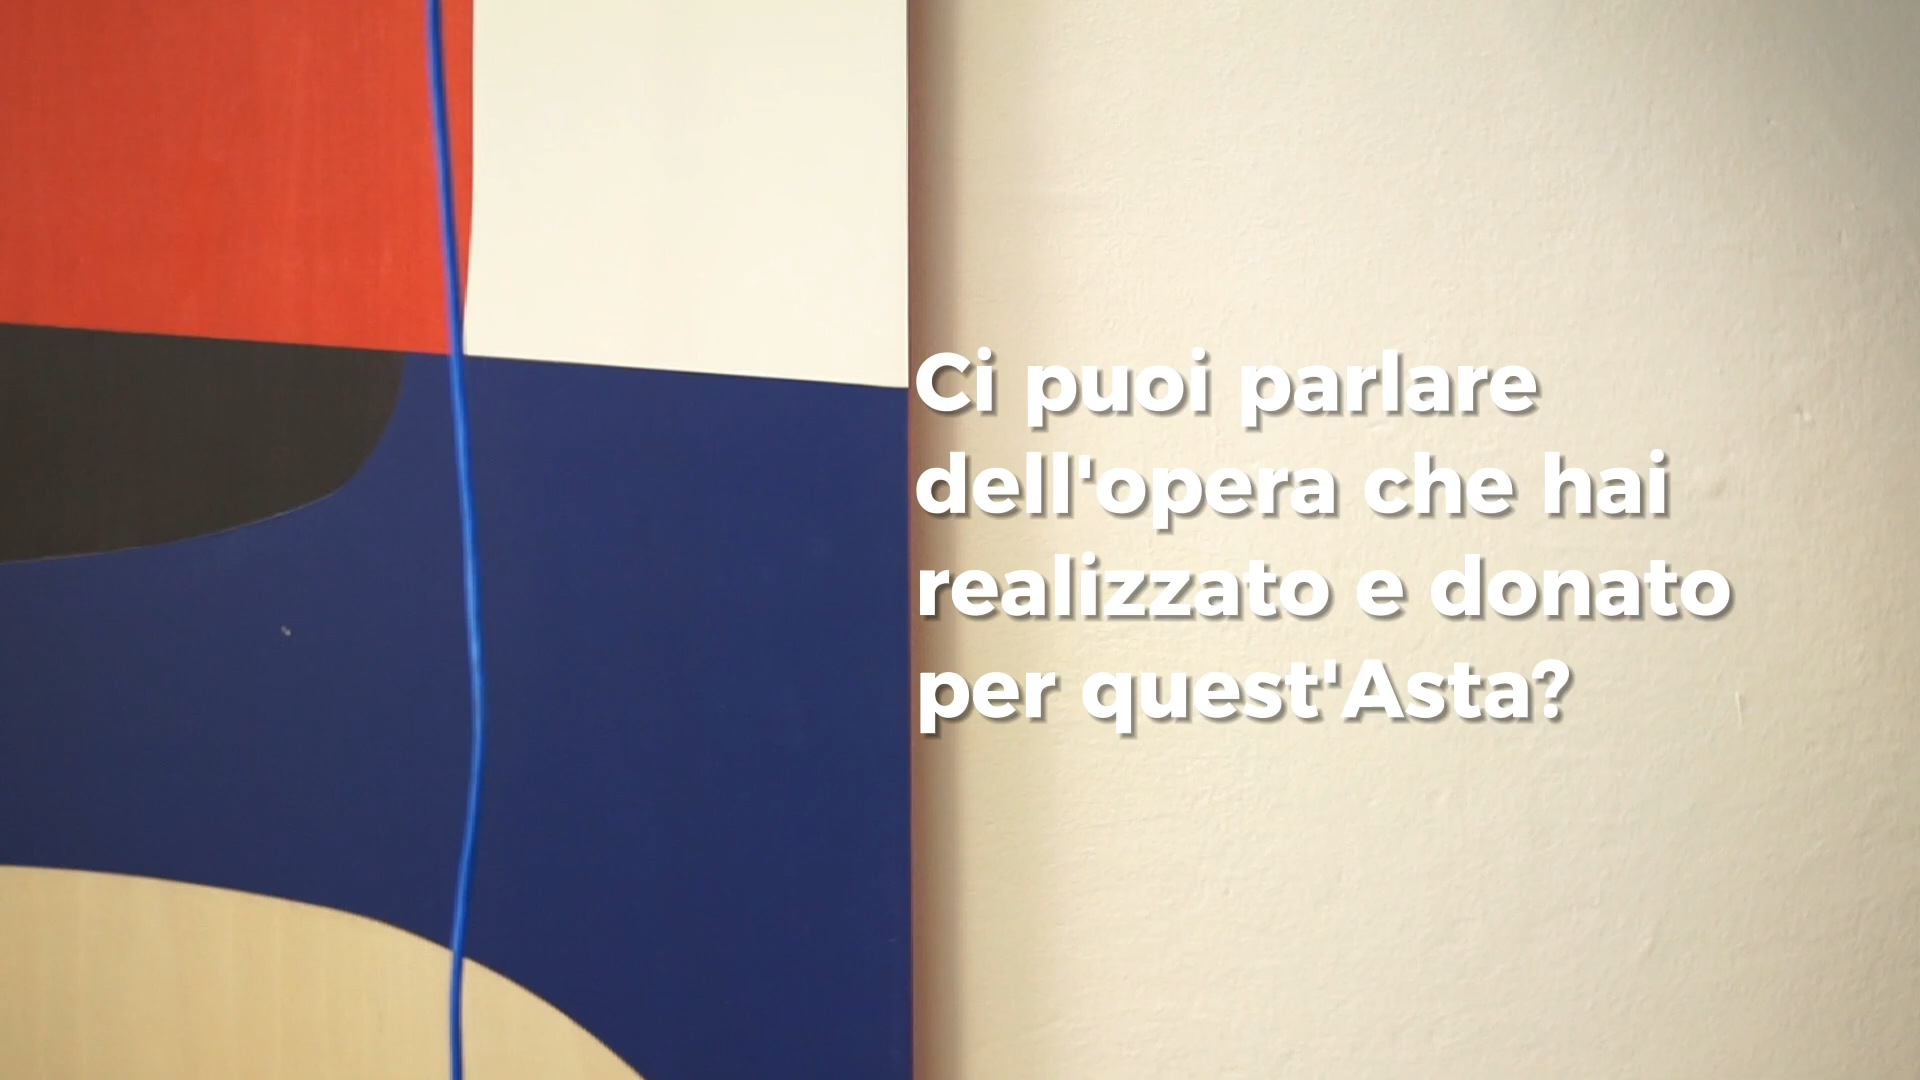 Ci puoi parlare
dell'opera che hai
realizzato e donato
per quest'Asta?